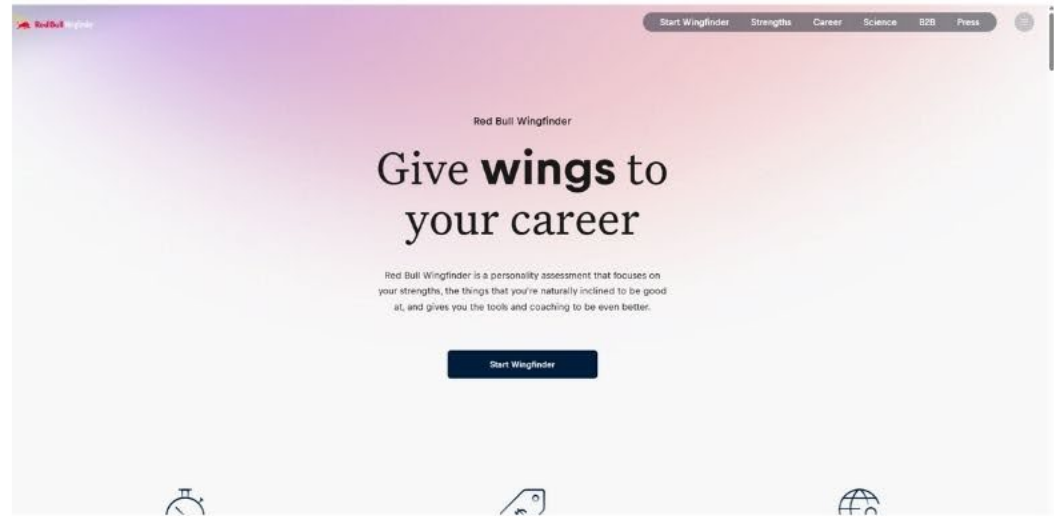 Red Bull Wingfinder
Start Wingfinder Strengths Career Science B2B Press
Red Bull Wingfinder
Give wings to
your career
Red Bull Wingfinder is a personality assessment that focuses on
your strengths, the things that you're naturally inclined to be good
at, and gives you the tools and coaching to be even better.
Start Wingfinder